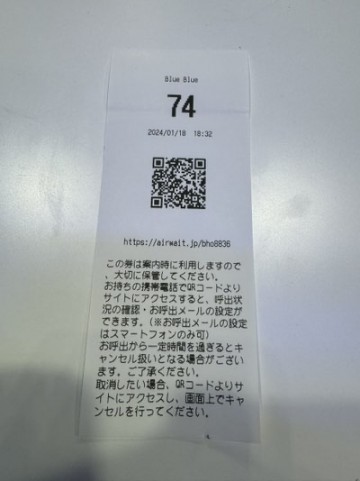 Blue Blue
74
2024/01/18 18:32
https://airwait.jp/bho8836
この券は案内時に利用しますので
、大切に保管してください。
お持ちの携帯電話でQRコードより
サイトにアクセスすると、呼出状
況の確認・お呼出メールの設定が
できます。(※お呼出メールの設定
はスマートフォンのみ可)
お呼出から一定時間を過ぎるとキ
ャンセル扱いとなる場合がござい
ます。ご了承ください。
取消したい場合、QRコードよりサ
イトにアクセスし、画面上でキャ
ンセルを行ってください。